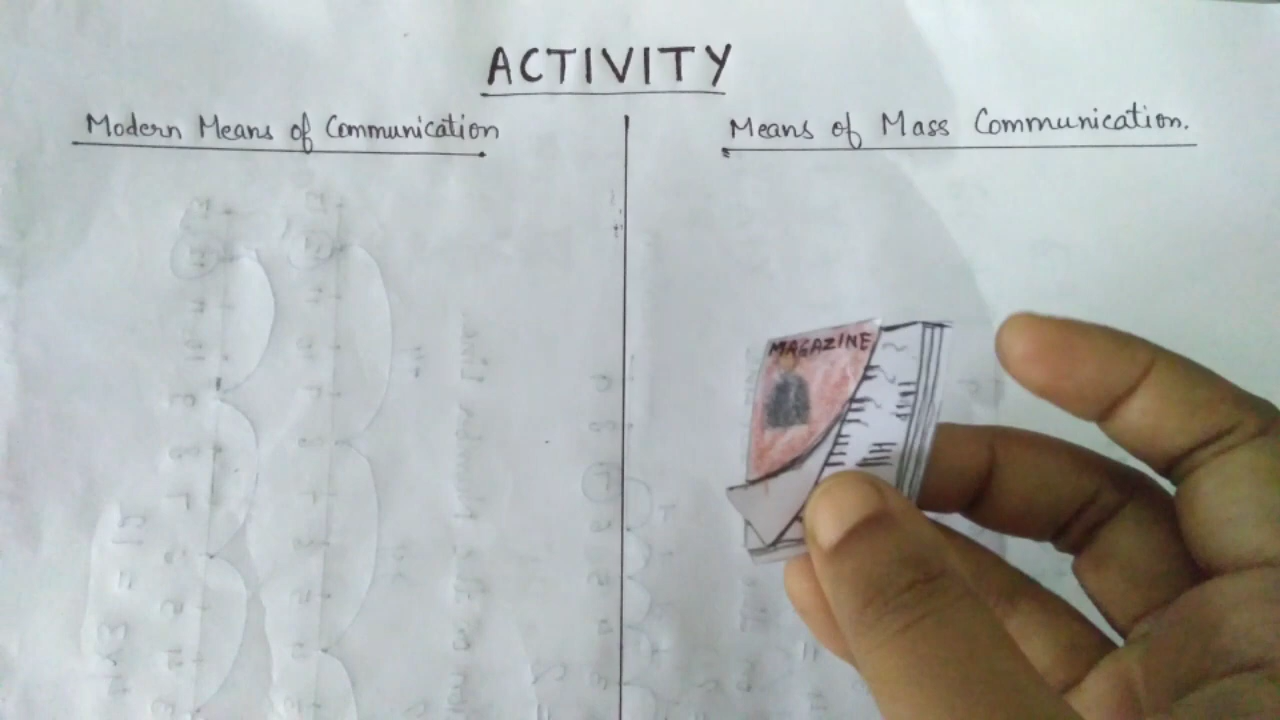 ACTIVITY
Modern Means of Communication
Means of Mass Communication.
MAGAZINE